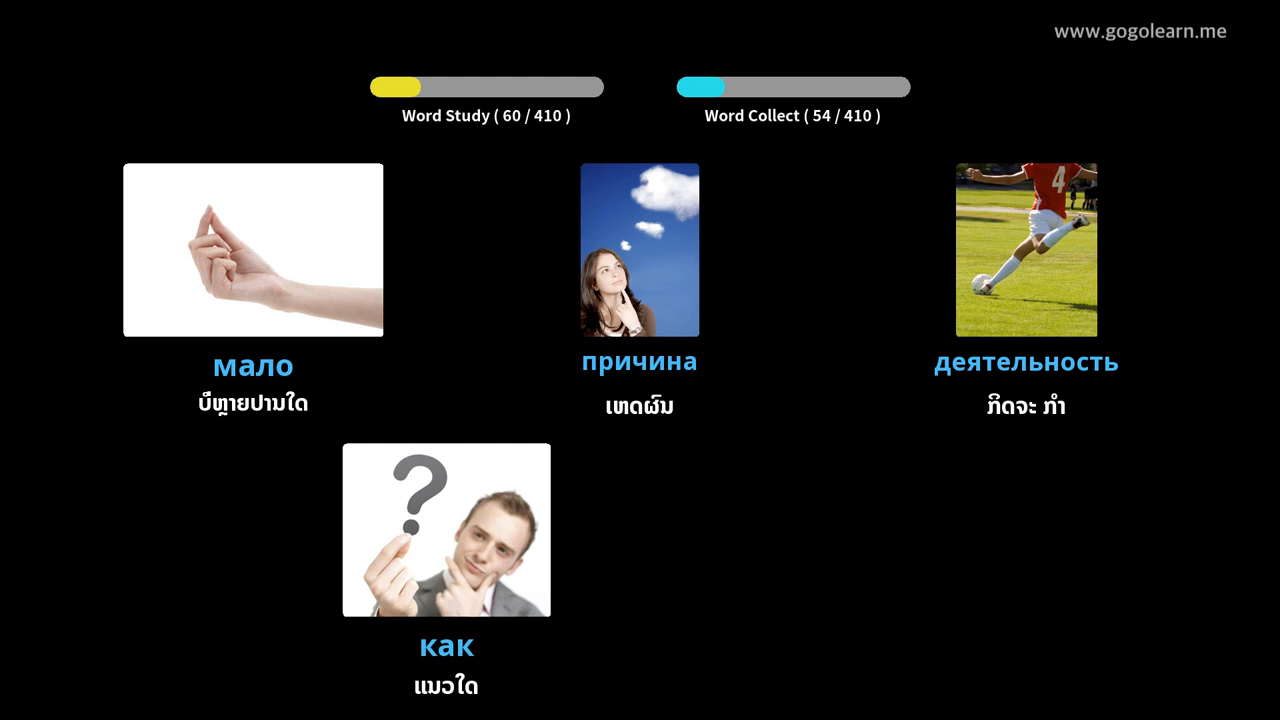 www.gogolearn.me
Word Study ( 60 / 410 )
Word Collect ( 54 / 410 )
4
мало
причина
деятельность
ບໍ່ຫຼາຍປານໃດ
ເຫດຜົນ
ກິດຈະ ກຳ
?
как
ແນວໃດ